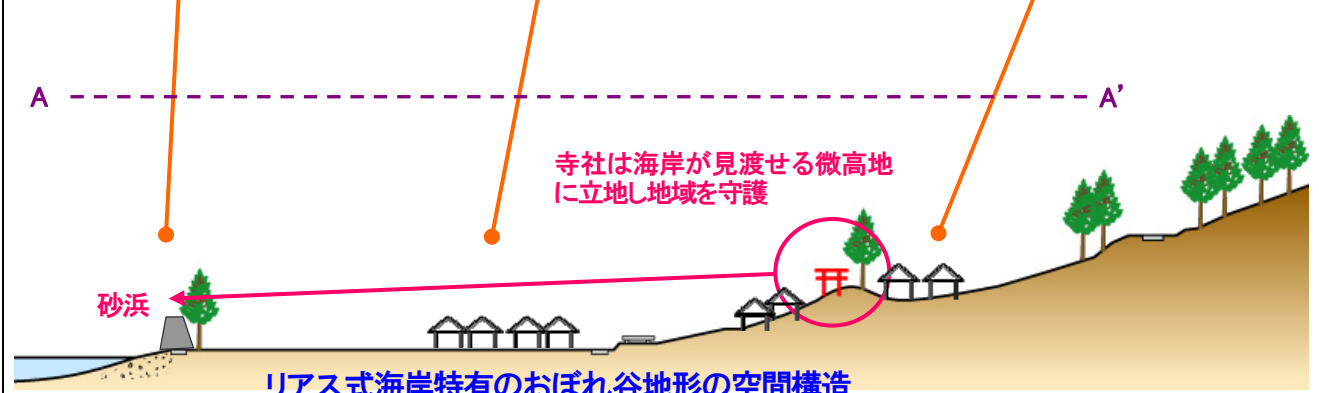 A
A'
寺社は海岸が見渡せる微高地
に立地し地域を守護
砂浜
リアス式海岸特有のおぼれ谷地形の空間構造